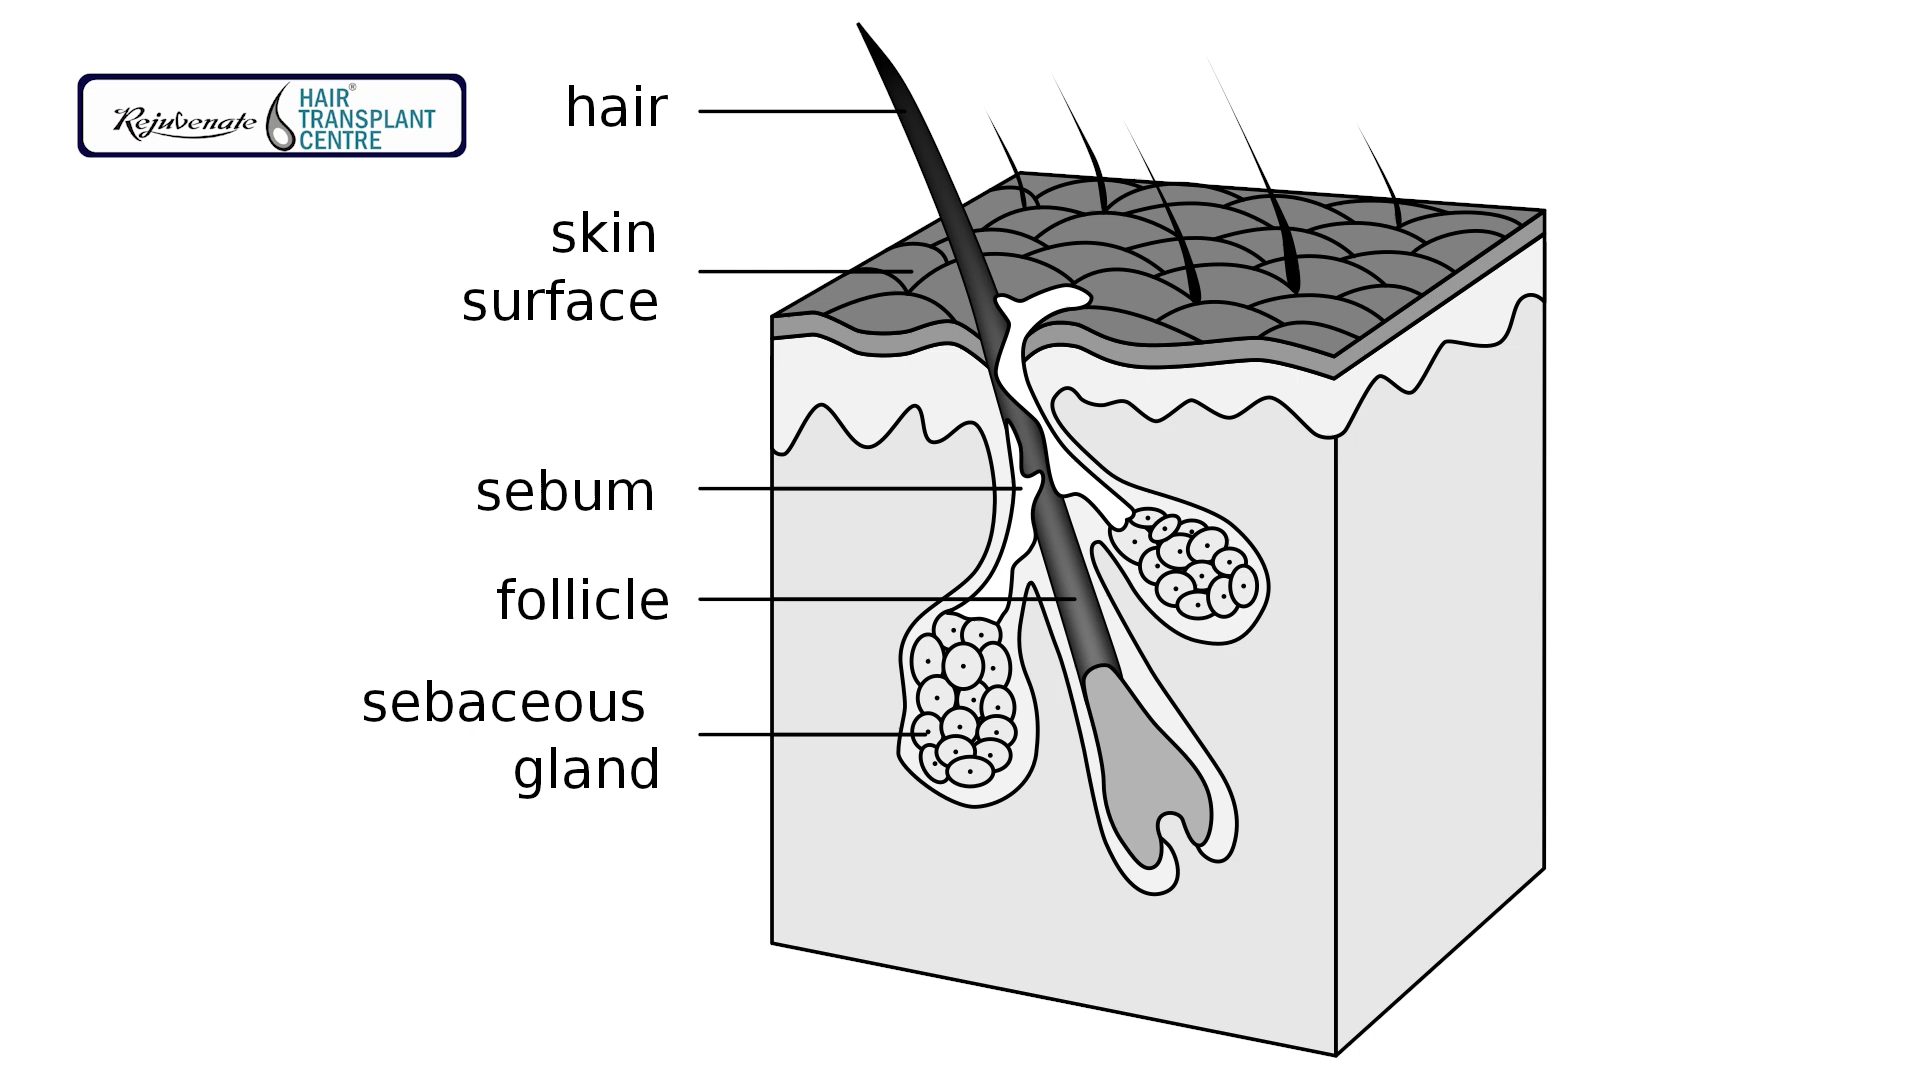 Rejuvenate
HAIR®
TRANSPLANT
CENTRE
hair
skin
surface
sebum
follicle
sebaceous
gland